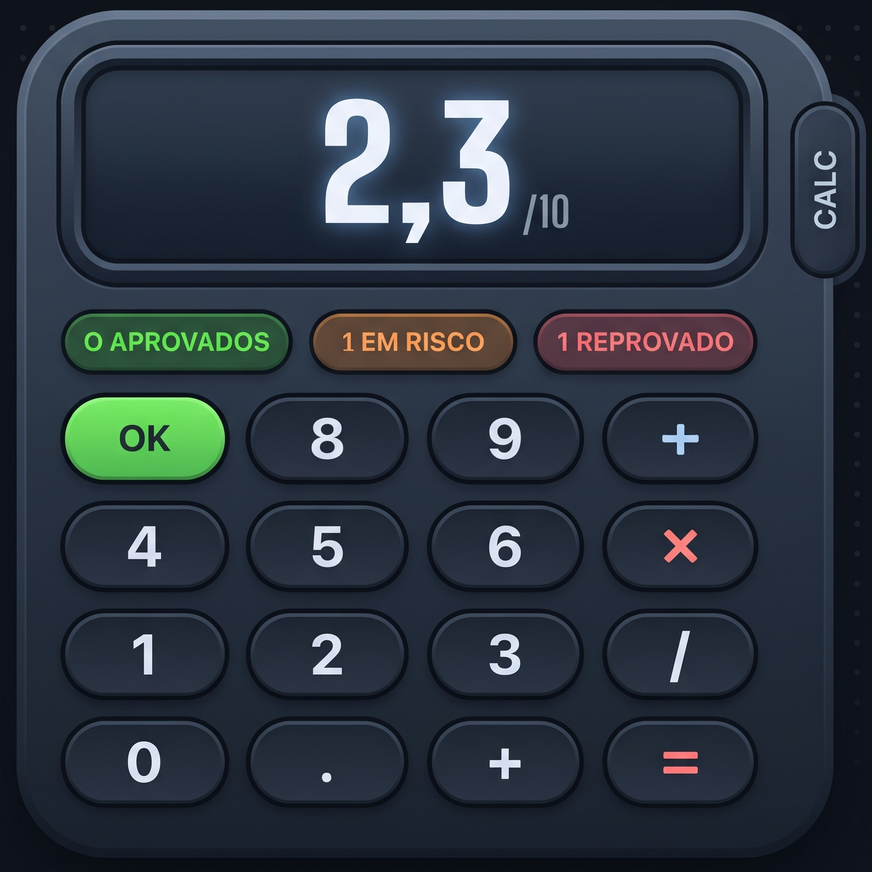 2,3 /10
CALC
0 APROVADOS 1 EM RISCO 1 REPROVADO
OK 8 9 +
4 5 6 ×
1 2 3 /
0 . + =